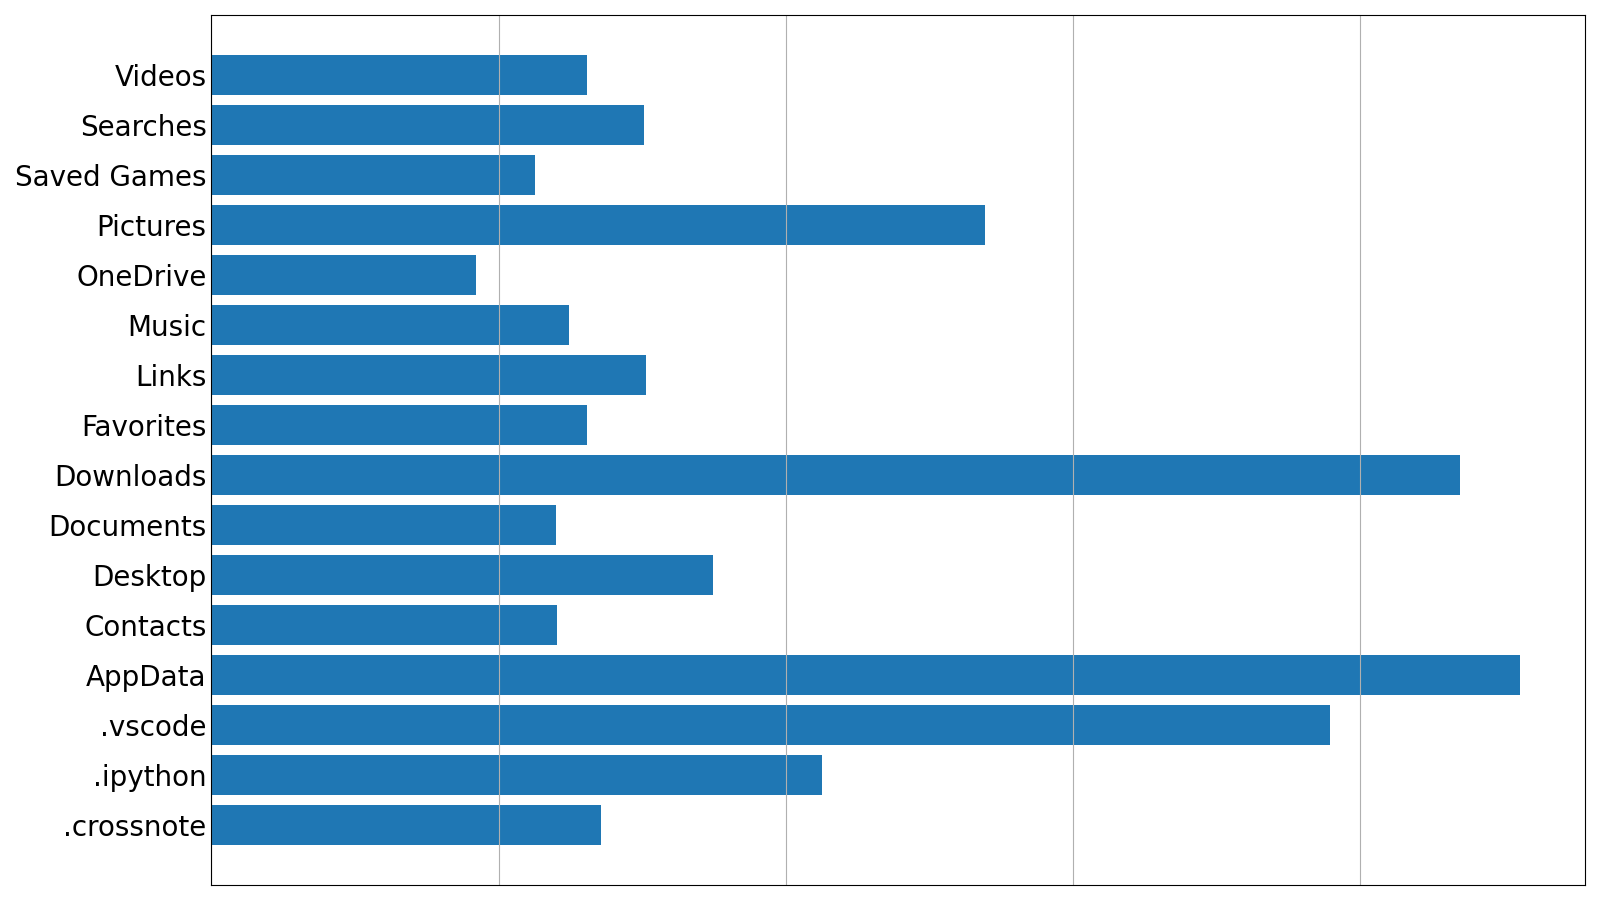 Videos
Searches
Saved Games
Pictures
OneDrive
Music
Links
Favorites
Downloads
Documents
Desktop
Contacts
AppData
.vscode
.ipython
.crossnote